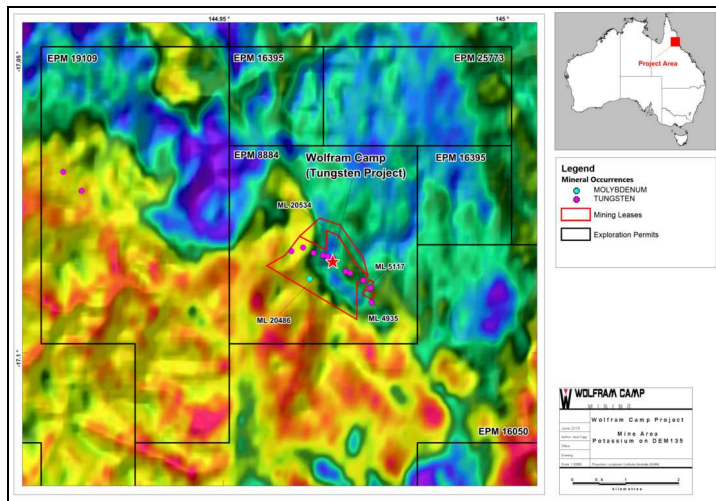 144.95
145
-17.05
EPM 19109
EPM 16395
EPM 25773
EPM 8884
Wolfram Camp
(Tungsten Project)
EPM 16395
ML 20534
ML 5117
ML 20486
ML 4935
-17.1
EPM 16050
Project Area
Legend
Mineral Occurrences
MOLYBDENUM
TUNGSTEN
Mining Leases
Exploration Permits
WOLFRAM CAMP
MINING
Wolfram Camp Project
Mine Area
Potassium on DEM135
Kilometres